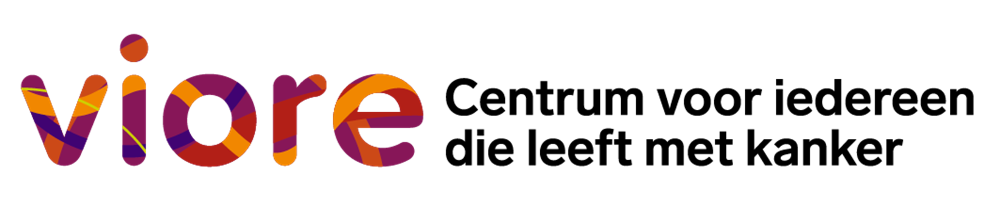 viore
Centrum voor iedereen
die leeft met kanker